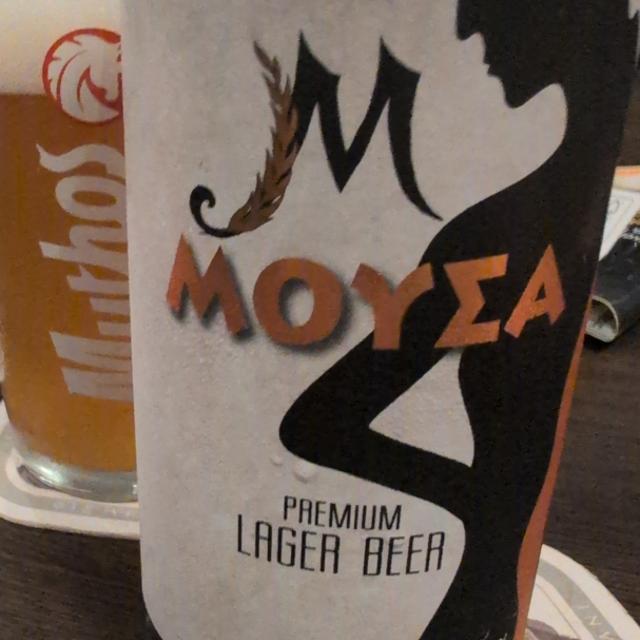 Mythos
M
ΜΟΥΣΑ
PREMIUM
LAGER BEER